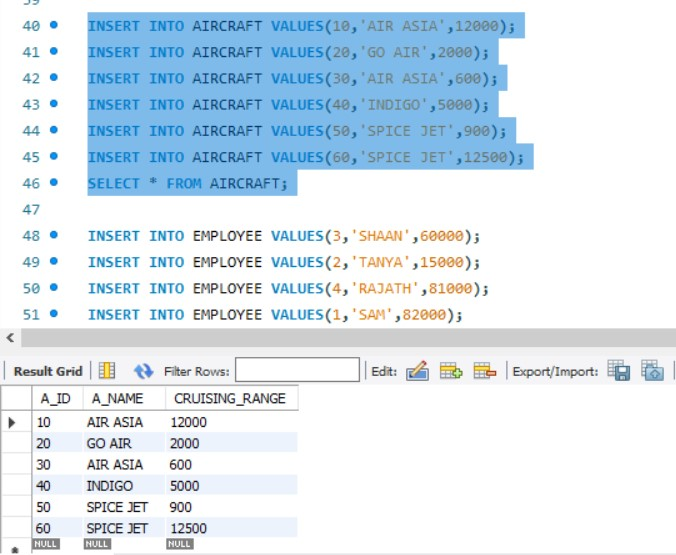 40 INSERT INTO AIRCRAFT VALUES(10,'AIR ASIA',12000);
41 INSERT INTO AIRCRAFT VALUES(20,'GO AIR',2000);
42 INSERT INTO AIRCRAFT VALUES(30,'AIR ASIA',600);
43 INSERT INTO AIRCRAFT VALUES(40,'INDIGO',5000);
44 INSERT INTO AIRCRAFT VALUES(50,'SPICE JET',900);
45 INSERT INTO AIRCRAFT VALUES(60,'SPICE JET',12500);
46 SELECT * FROM AIRCRAFT;
47
48 INSERT INTO EMPLOYEE VALUES(3,'SHAAN',60000);
49 INSERT INTO EMPLOYEE VALUES(2,'TANYA',15000);
50 INSERT INTO EMPLOYEE VALUES(4,'RAJATH',81000);
51 INSERT INTO EMPLOYEE VALUES(1,'SAM',82000);
Result Grid Filter Rows: Edit: Export/Import:
A_ID A_NAME CRUISING_RANGE
10 AIR ASIA 12000
20 GO AIR 2000
30 AIR ASIA 600
40 INDIGO 5000
50 SPICE JET 900
60 SPICE JET 12500
NULL NULL NULL